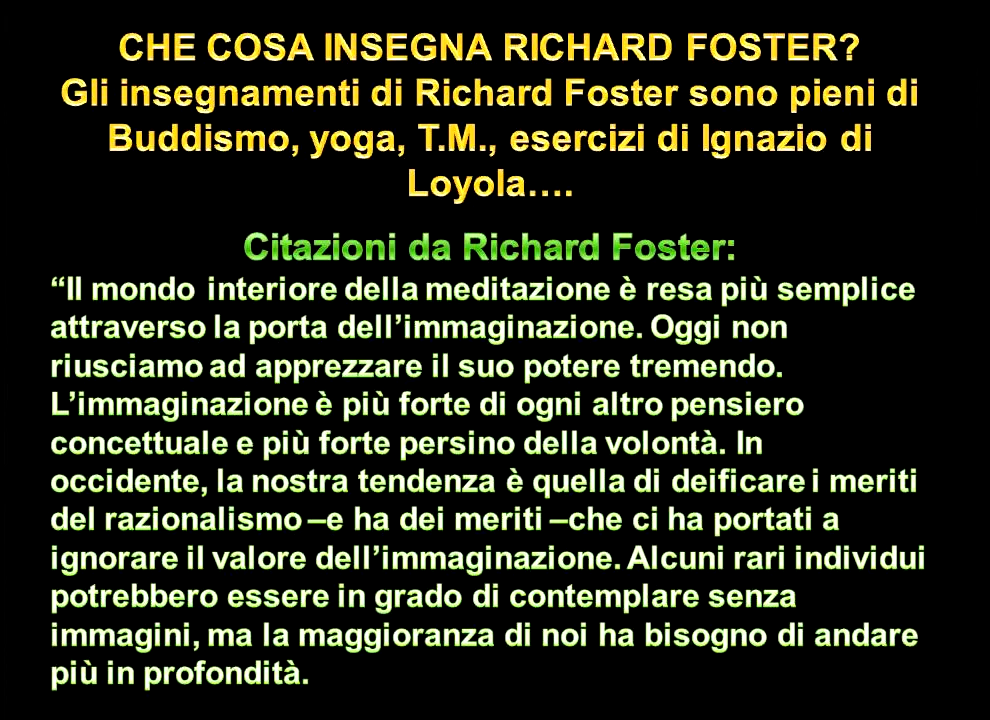 CHE COSA INSEGNA RICHARD FOSTER?
Gli insegnamenti di Richard Foster sono pieni di
Buddismo, yoga, T.M., esercizi di Ignazio di
Loyola….
Citazioni da Richard Foster:
“Il mondo interiore della meditazione è resa più semplice
attraverso la porta dell’immaginazione. Oggi non
riusciamo ad apprezzare il suo potere tremendo.
L’immaginazione è più forte di ogni altro pensiero
concettuale e più forte persino della volontà. In
occidente, la nostra tendenza è quella di deificare i meriti
del razionalismo –e ha dei meriti –che ci ha portati a
ignorare il valore dell’immaginazione. Alcuni rari individui
potrebbero essere in grado di contemplare senza
immagini, ma la maggioranza di noi ha bisogno di andare
più in profondità.